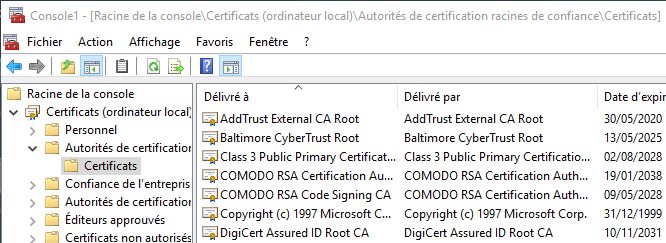 Console1 - [Racine de la console\Certificats (ordinateur local)\Autorités de certification racines de confiance\Certificats]
Fichier Action Affichage Favoris Fenêtre ?
Racine de la console
Certificats (ordinateur local)
Personnel
Autorités de certification
Certificats
Confiance de l'entreprise
Autorités de certification
Éditeurs approuvés
Certificats non autorisés
Délivré à Délivré par Date d'expir
AddTrust External CA Root AddTrust External CA Root 30/05/2020
Baltimore CyberTrust Root Baltimore CyberTrust Root 13/05/2025
Class 3 Public Primary Certificat... Class 3 Public Primary Certificatio... 02/08/2028
COMODO RSA Certification Au... COMODO RSA Certification Auth... 19/01/2038
COMODO RSA Code Signing CA COMODO RSA Certification Auth... 09/05/2028
Copyright (c) 1997 Microsoft C... Copyright (c) 1997 Microsoft Corp. 31/12/1999
DigiCert Assured ID Root CA DigiCert Assured ID Root CA 10/11/2031